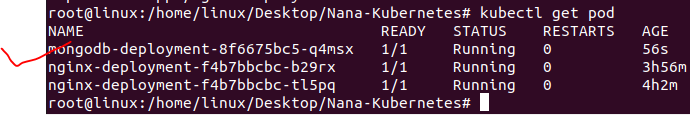 root@linux:/home/linux/Desktop/Nana-Kubernetes# kubectl get pod
NAME READY STATUS RESTARTS AGE
mongodb-deployment-8f6675bc5-q4msx 1/1 Running 0 56s
nginx-deployment-f4b7bbcbc-b29rx 1/1 Running 0 3h56m
nginx-deployment-f4b7bbcbc-tl5pq 1/1 Running 0 4h2m
root@linux:/home/linux/Desktop/Nana-Kubernetes#